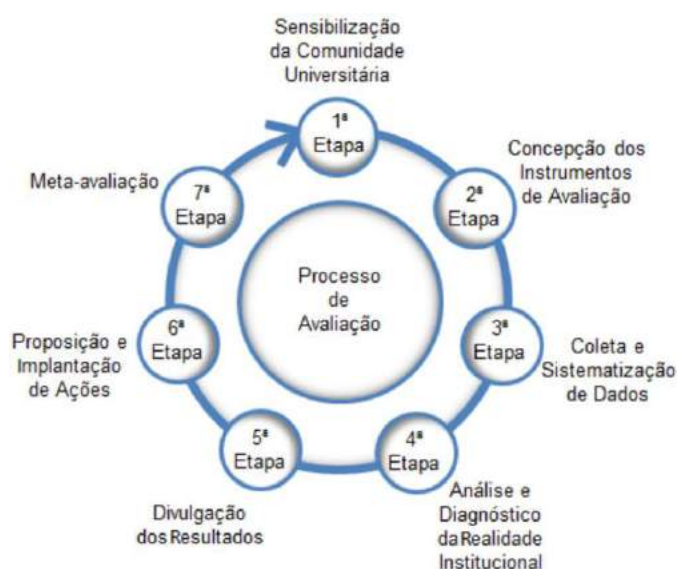 Sensibilização
da Comunidade
Universitária
1ª
Etapa
Concepção dos
Instrumentos
de Avaliação
2ª
Etapa
3ª
Etapa
Coleta e
Sistematização
de Dados
4ª
Etapa
Análise e
Diagnóstico
da Realidade
Institucional
5ª
Etapa
Divulgação
dos Resultados
6ª
Etapa
Proposição e
Implantação
de Ações
7ª
Etapa
Meta-avaliação
Processo
de
Avaliação